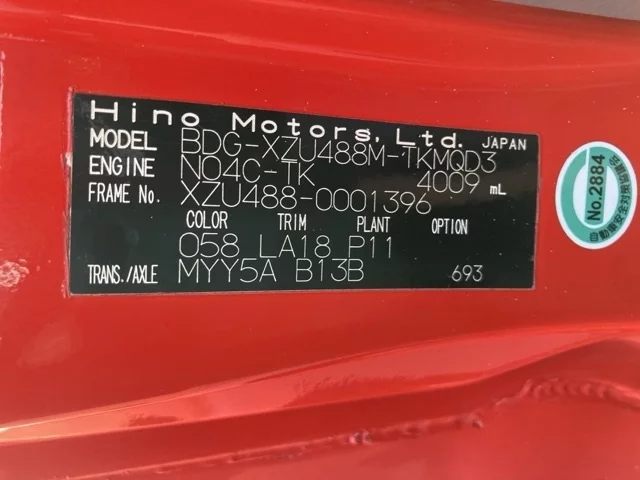 Hino Motors, Ltd. JAPAN
MODEL BDG-XZU488M-TKMQD3
ENGINE N04C-TK 4009 mL
FRAME No. XZU488-0001396
COLOR TRIM PLANT OPTION
058 LA18 P11
TRANS./AXLE MYY5A B13B 693
No.2884